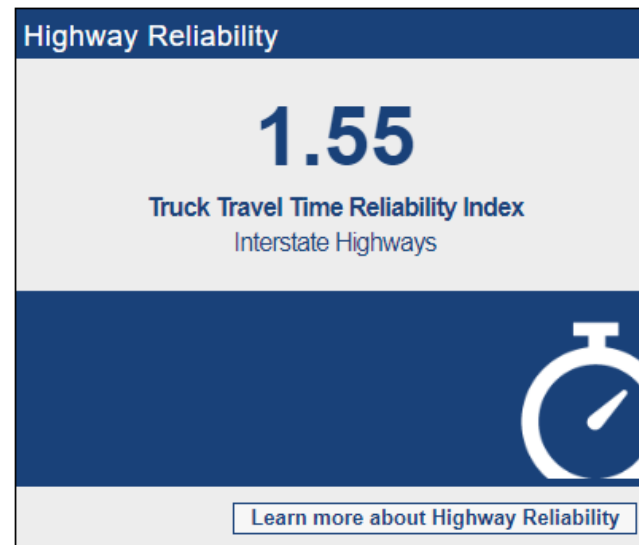 Highway Reliability
1.55
Truck Travel Time Reliability Index
Interstate Highways
Learn more about Highway Reliability